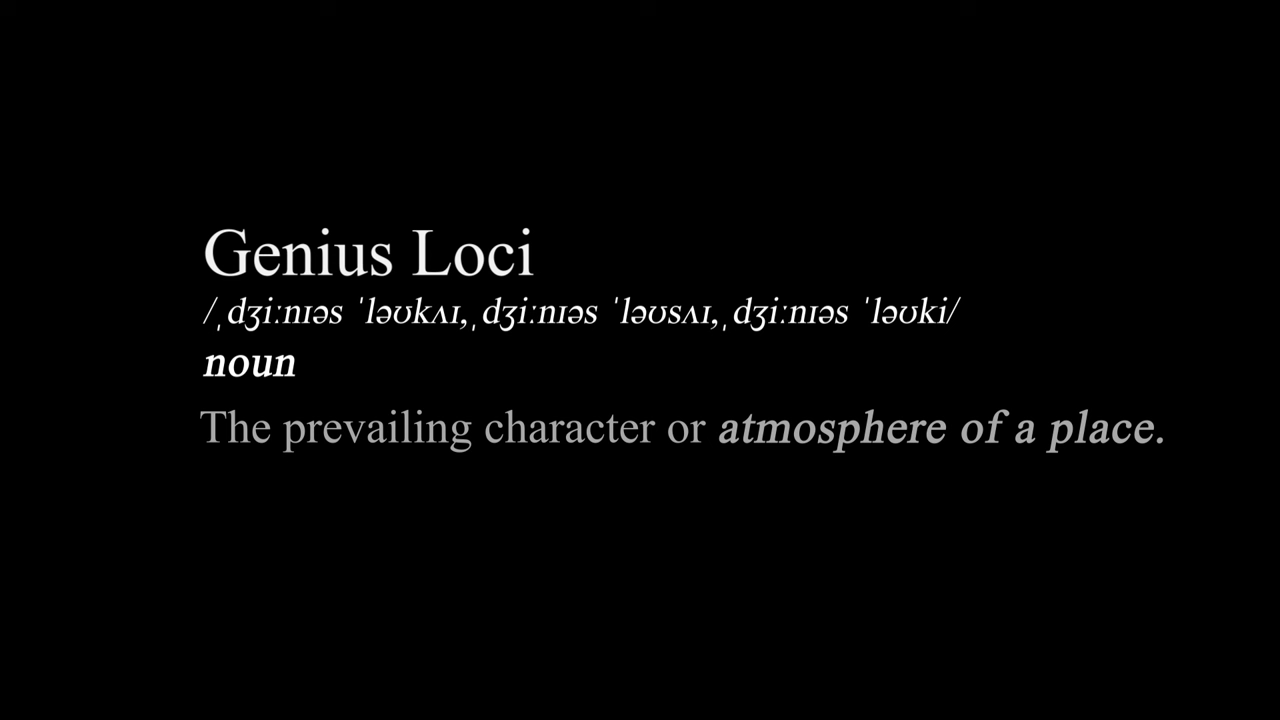 Genius Loci
/ˌdʒiːnɪəs ˈləʊkʌɪ,ˌdʒiːnɪəs ˈləʊsʌɪ,ˌdʒiːnɪəs ˈləʊki/
noun
The prevailing character or atmosphere of a place.